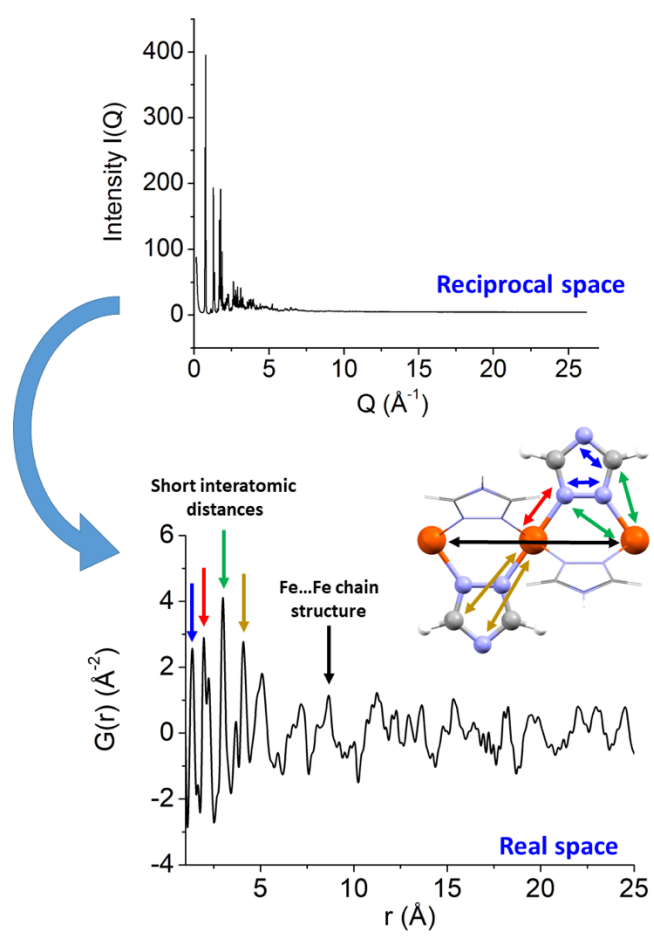 400
300
200
100
0
Intensity I(Q)
Reciprocal space
0 5 10 15 20 25
Q (Å⁻¹)
Short interatomic
distances
Fe...Fe chain
structure
6
4
2
0
-2
-4
G(r) (Å⁻²)
Real space
5 10 15 20 25
r (Å)